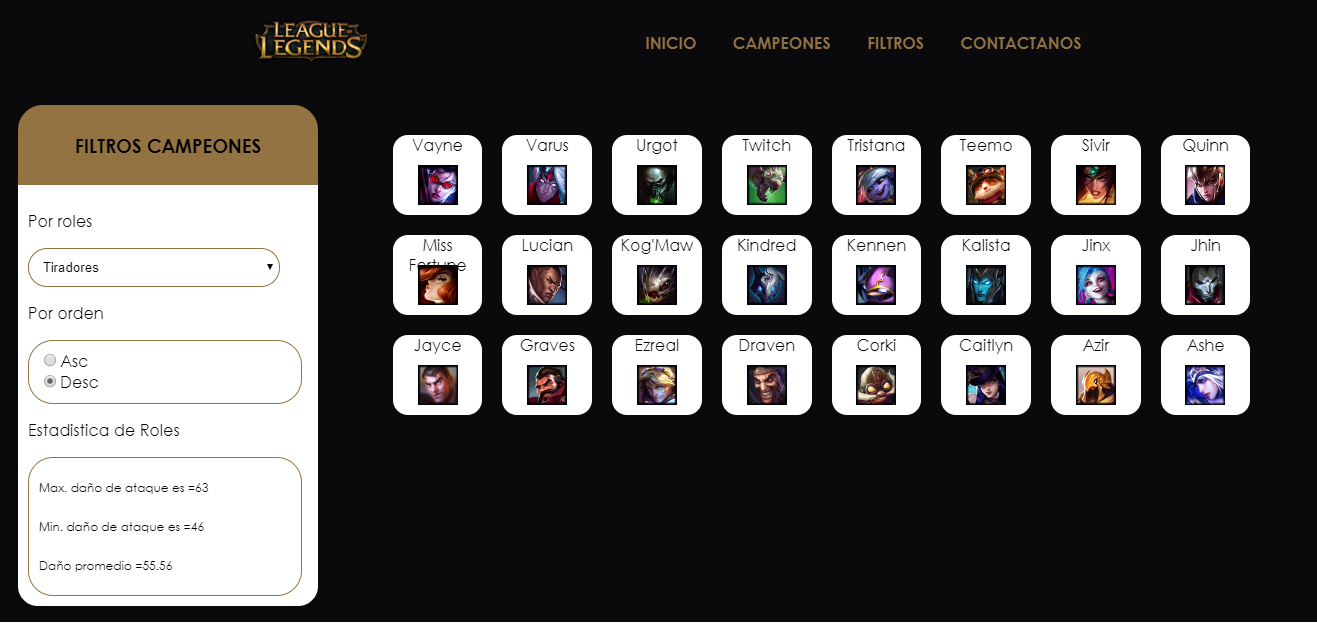 LEAGUE OF
LEGENDS
INICIO CAMPEONES FILTROS CONTACTANOS
FILTROS CAMPEONES
Por roles
Tiradores
Por orden
Asc
Desc
Estadistica de Roles
Max. daño de ataque es =63
Min. daño de ataque es =46
Daño promedio =55.56
Vayne Varus Urgot Twitch Tristana Teemo Sivir Quinn
Miss Lucian Kog'Maw Kindred Kennen Kalista Jinx Jhin
Fortune
Jayce Graves Ezreal Draven Corki Caitlyn Azir Ashe